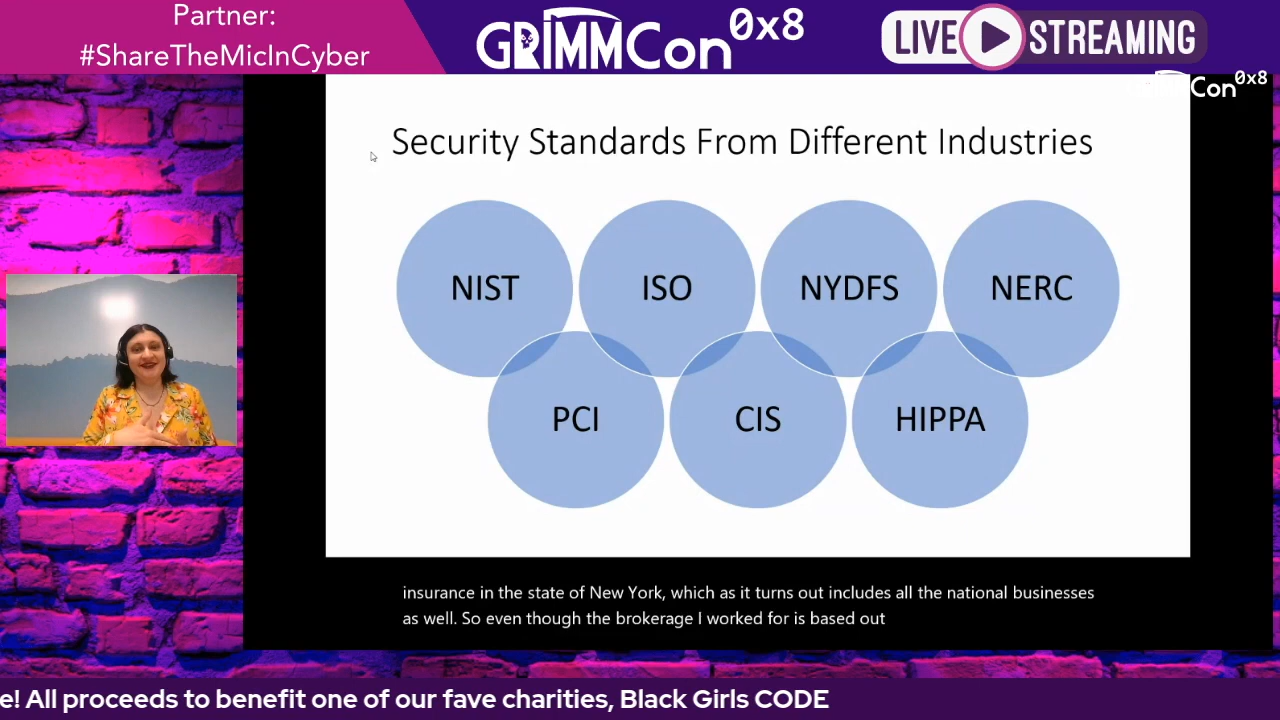 Partner:
#ShareTheMicInCyber
GRIMMCon 0x8
LIVE STREAMING
Con 0x8
Security Standards From Different Industries
NIST
ISO
NYDFS
NERC
PCI
CIS
HIPPA
insurance in the state of New York, which as it turns out includes all the national businesses
as well. So even though the brokerage I worked for is based out
e! All proceeds to benefit one of our fave charities, Black Girls CODE